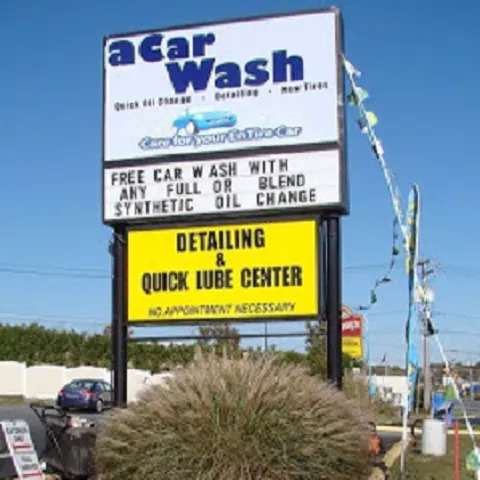 aCar
Wash
Quick Oil Change • Detailing • New Tires
Care for your EnTire Car
FREE CAR WASH WITH
ANY FULL OR BLEND
SYNTHETIC OIL CHANGE
DETAILING
&
QUICK LUBE CENTER
NO APPOINTMENT NECESSARY